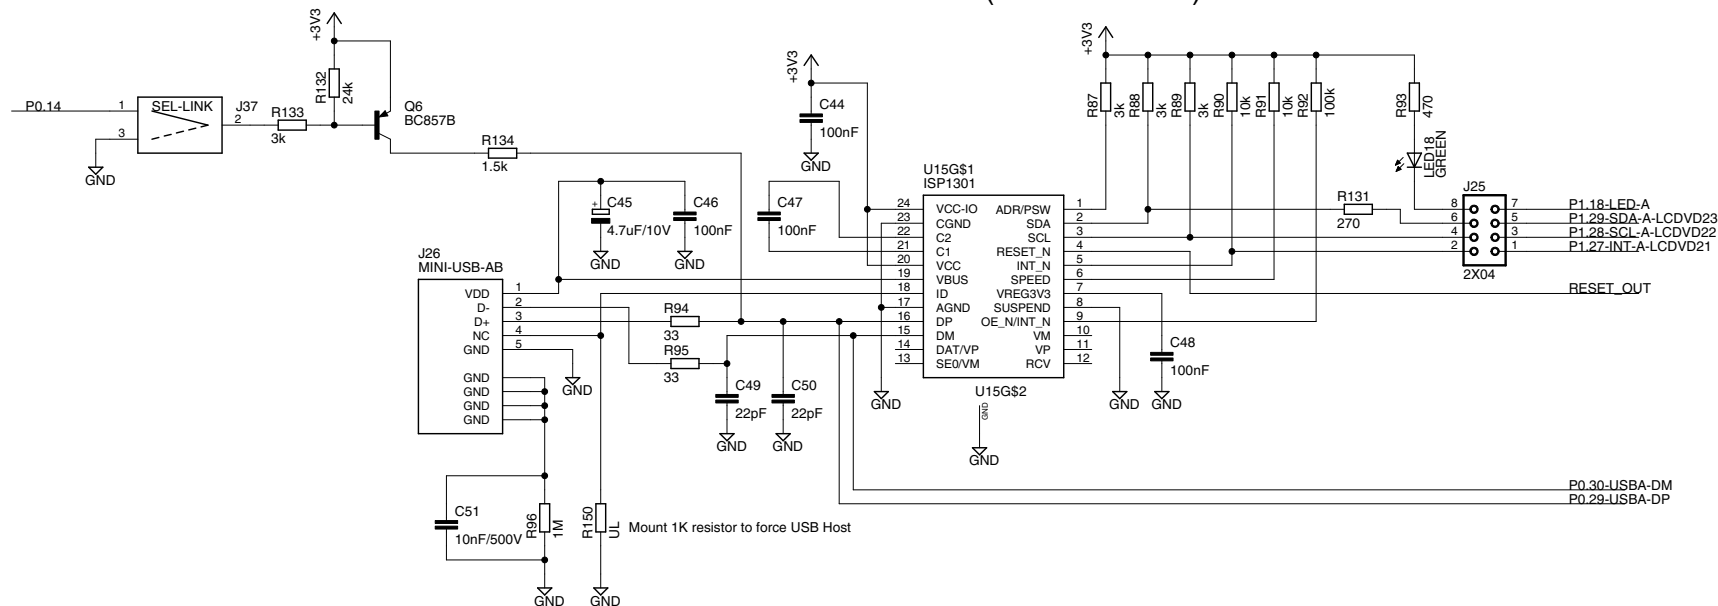 +3V3
P0.14
1
3
SEL-LINK
J37
2
GND
R133
3k
R132
24k
Q6
BC857B
R134
1.5k
+3V3
C44
100nF
GND
+
C45
4.7uF/10V
GND
C46
100nF
GND
C47
100nF
J26
MINI-USB-AB
VDD 1
D- 2
D+ 3
NC 4
GND 5
GND
GND
GND
GND
GND
R94
33
R95
33
C49
22pF
GND
C50
22pF
GND
C51
10nF/500V
R96
1M
GND
R150
UL
GND
Mount 1K resistor to force USB Host
U15G$1
ISP1301
24 VCC-IO ADR/PSW 1
23 CGND SDA 2
22 C2 SCL 3
21 C1 RESET_N 4
20 VCC INT_N 5
19 VBUS SPEED 6
18 ID VREG3V3 7
17 AGND SUSPEND 8
16 DP OE_N/INT_N 9
15 DM VM 10
14 DAT/VP VP 11
13 SE0/VM RCV 12
GND
U15G$2
GND
GND
GND
C48
100nF
GND
+3V3
R87
3k
R88
3k
R89
3k
R90
10k
R91
10k
R92
100k
R93
470
LED18
GREEN
R131
270
J25
8 7 P1.18-LED-A
6 5 P1.29-SDA-A-LCDVD23
4 3 P1.28-SCL-A-LCDVD22
2 1 P1.27-INT-A-LCDVD21
2X04
RESET_OUT
P0.30-USBA-DM
P0.29-USBA-DP